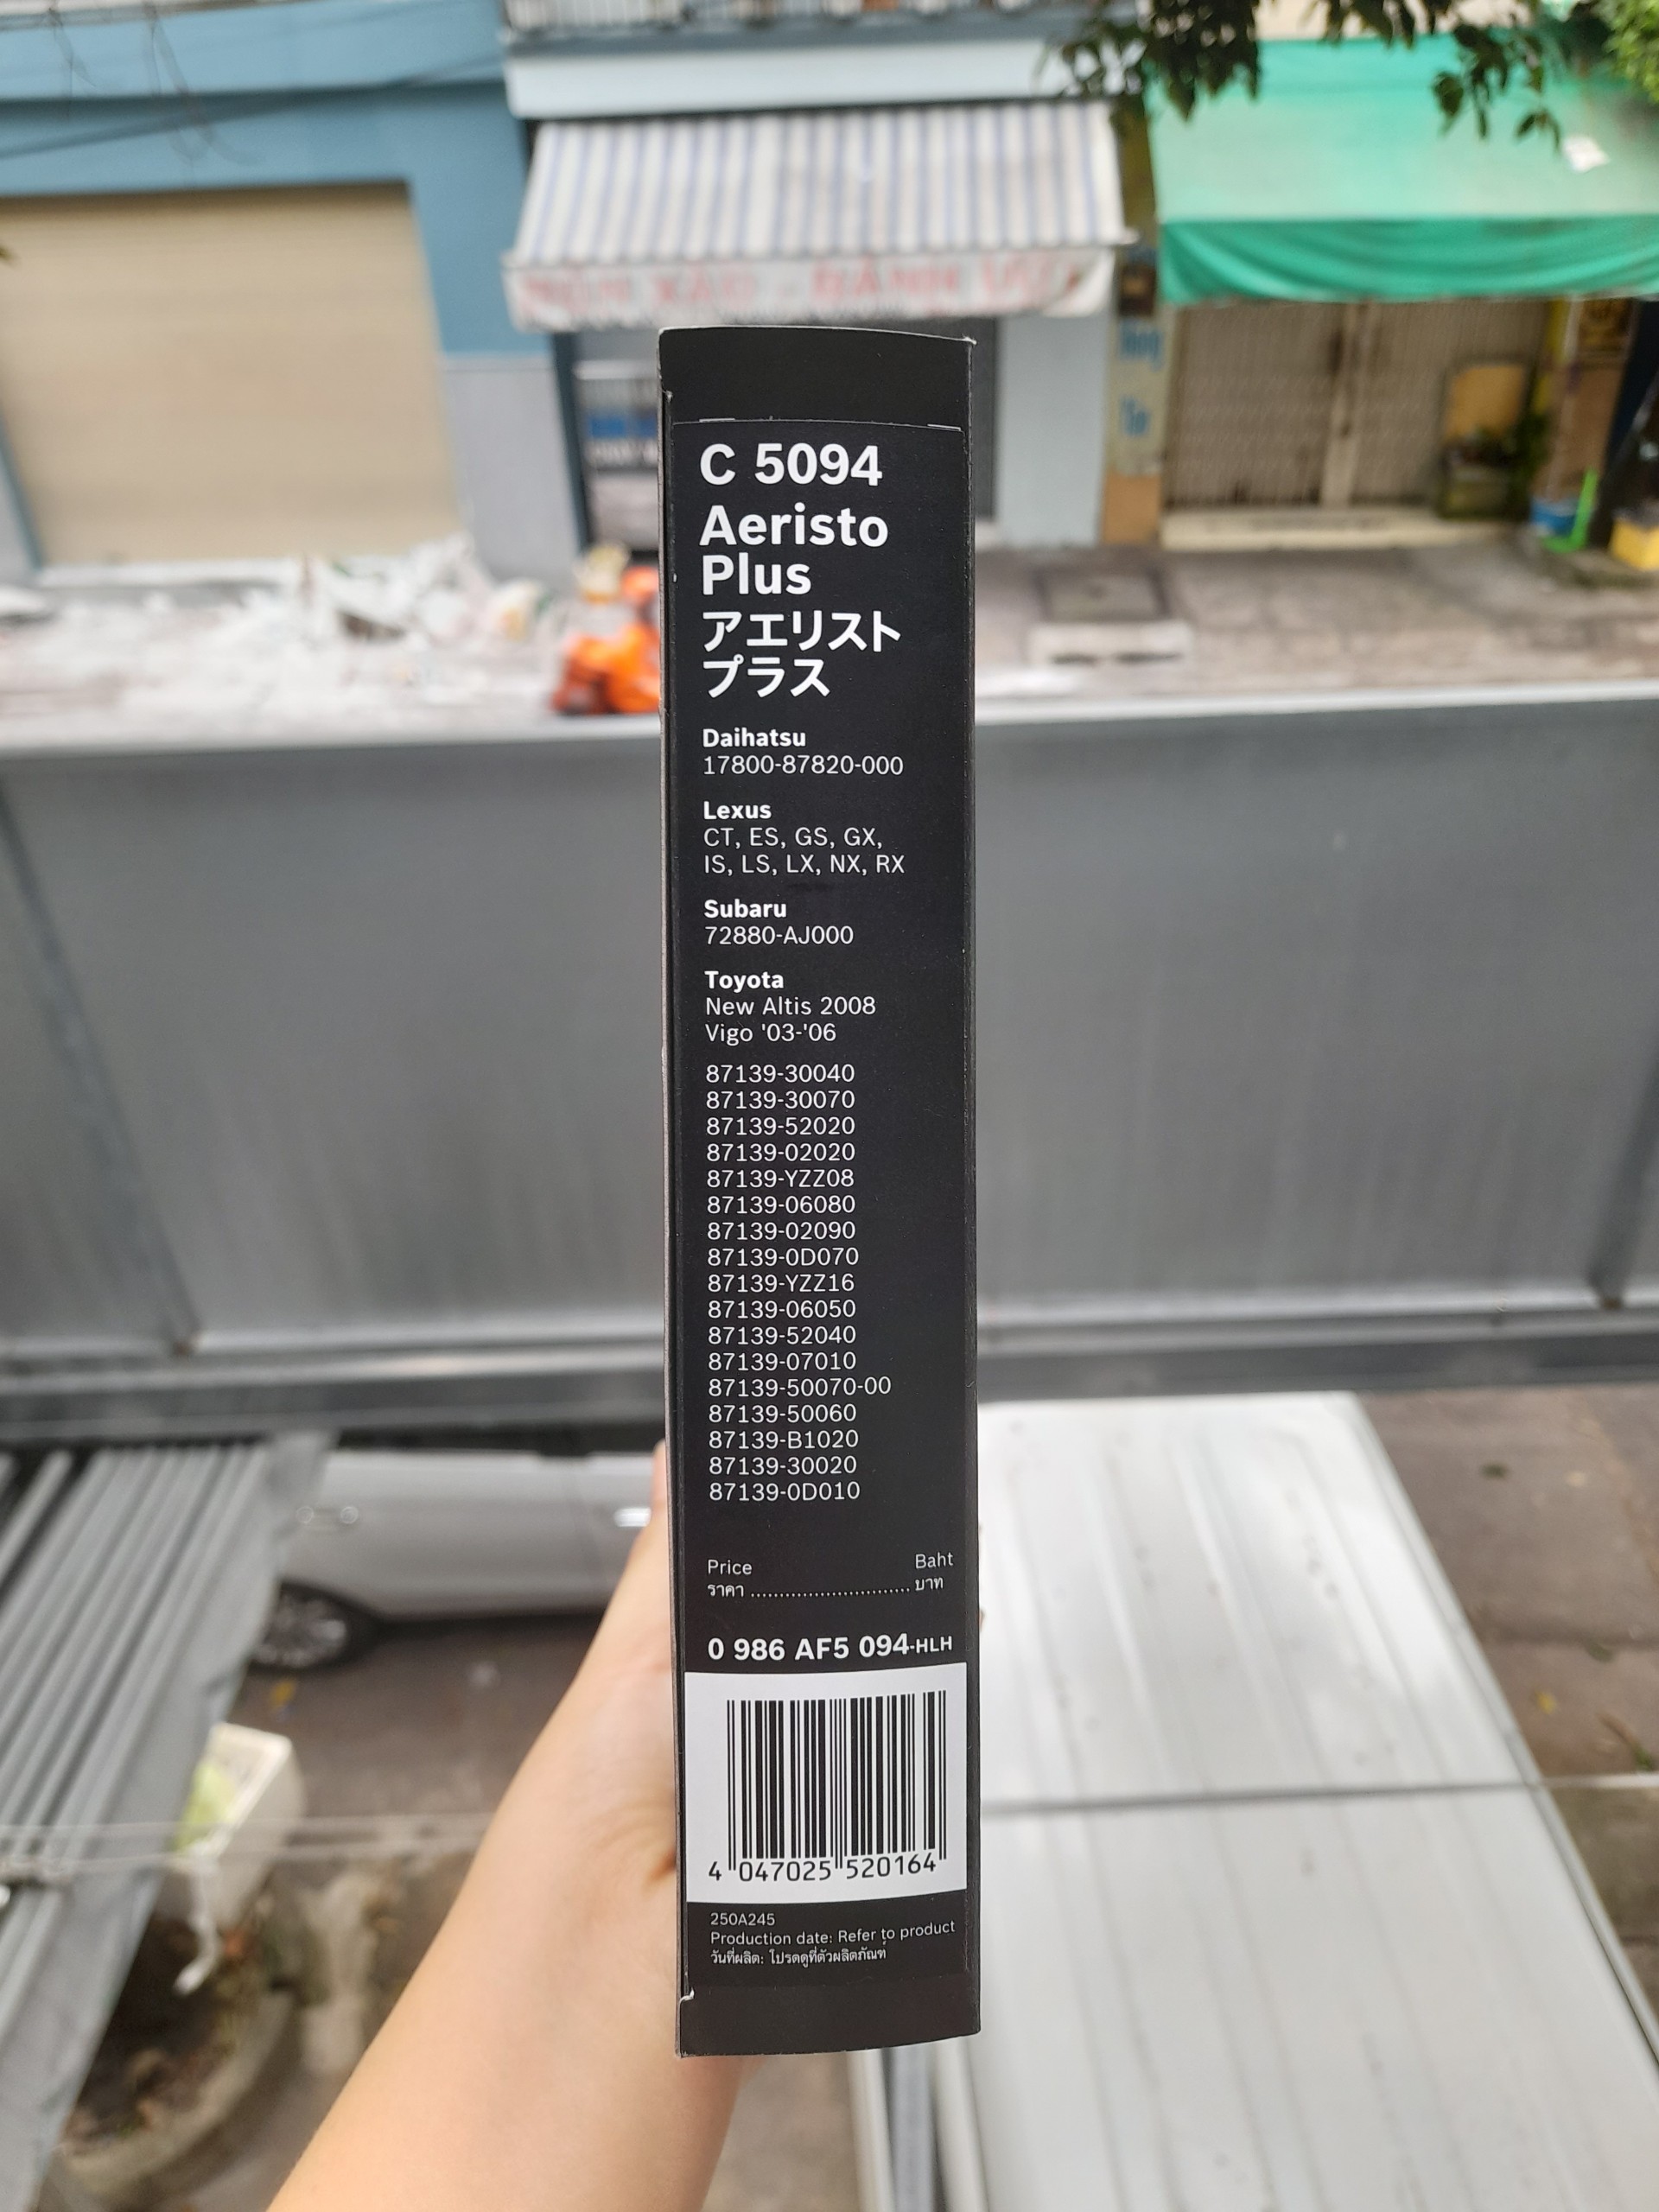 C 5094
Aeristo
Plus
アエリスト
プラス
Daihatsu
17800-87820-000
Lexus
CT, ES, GS, GX,
IS, LS, LX, NX, RX
Subaru
72880-AJ000
Toyota
New Altis 2008
Vigo '03-'06
87139-30040
87139-30070
87139-52020
87139-02020
87139-YZZ08
87139-06080
87139-02090
87139-0D070
87139-YZZ16
87139-06050
87139-52040
87139-07010
87139-50070-00
87139-50060
87139-B1020
87139-30020
87139-0D010
Price Baht
ราคา ............................ บาท
0 986 AF5 094-HLH
4 047025 520164
250A245
Production date: Refer to product
วันที่ผลิต: โปรดดูที่ตัวผลิตภัณฑ์